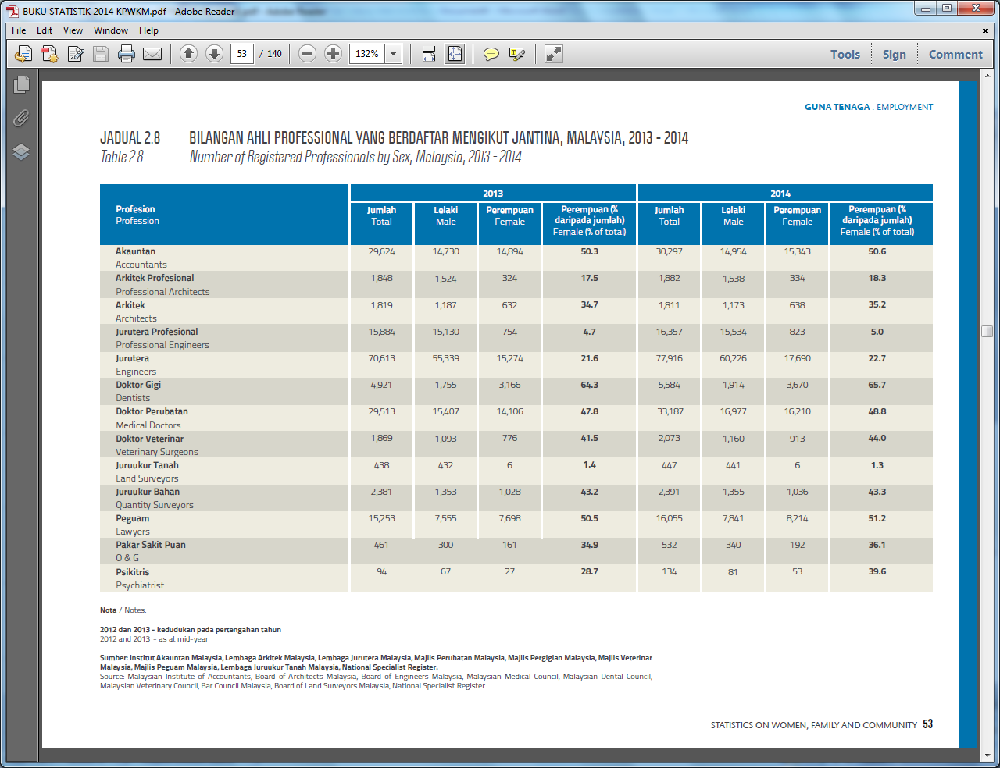 BUKU STATISTIK 2014 KPWKM.pdf - Adobe Reader
File Edit View Window Help
53 / 140 132% Tools Sign Comment
GUNA TENAGA . EMPLOYMENT
JADUAL 2.8 BILANGAN AHLI PROFESSIONAL YANG BERDAFTAR MENGIKUT JANTINA, MALAYSIA, 2013 - 2014
Table 2.8 Number of Registered Professionals by Sex, Malaysia, 2013 - 2014
2013 2014
Profesion Jumlah Lelaki Perempuan Perempuan (% Jumlah Lelaki Perempuan Perempuan (%
Profession Total Male Female daripada jumlah) Total Male Female daripada jumlah)
Female (% of total) Female (% of total)
Akauntan 29,624 14,730 14,894 50.3 30,297 14,954 15,343 50.6
Accountants
Arkitek Profesional 1,848 1,524 324 17.5 1,882 1,538 334 18.3
Professional Architects
Arkitek 1,819 1,187 632 34.7 1,811 1,173 638 35.2
Architects
Jurutera Profesional 15,884 15,130 754 4.7 16,357 15,534 823 5.0
Professional Engineers
Jurutera 70,613 55,339 15,274 21.6 77,916 60,226 17,690 22.7
Engineers
Doktor Gigi 4,921 1,755 3,166 64.3 5,584 1,914 3,670 65.7
Dentists
Doktor Perubatan 29,513 15,407 14,106 47.8 33,187 16,977 16,210 48.8
Medical Doctors
Doktor Veterinar 1,869 1,093 776 41.5 2,073 1,160 913 44.0
Veterinary Surgeons
Juruukur Tanah 438 432 6 1.4 447 441 6 1.3
Land Surveyors
Juruukur Bahan 2,381 1,353 1,028 43.2 2,391 1,355 1,036 43.3
Quantity Surveyors
Peguam 15,253 7,555 7,698 50.5 16,055 7,841 8,214 51.2
Lawyers
Pakar Sakit Puan 461 300 161 34.9 532 340 192 36.1
O & G
Psikitris 94 67 27 28.7 134 81 53 39.6
Psychiatrist
Nota / Notes:
2012 dan 2013 - kedudukan pada pertengahan tahun
2012 and 2013 - as at mid-year
Sumber: Institut Akauntan Malaysia, Lembaga Arkitek Malaysia, Lembaga Jurutera Malaysia, Majlis Perubatan Malaysia, Majlis Pergigian Malaysia, Majlis Veterinar
Malaysia, Majlis Peguam Malaysia, Lembaga Juruukur Tanah Malaysia, National Specialist Register.
Source: Malaysian Institute of Accountants, Board of Architects Malaysia, Board of Engineers Malaysia, Malaysian Medical Council, Malaysian Dental Council,
Malaysian Veterinary Council, Bar Council Malaysia, Board of Land Surveyors Malaysia, National Specialist Register.
STATISTICS ON WOMEN, FAMILY AND COMMUNITY 53